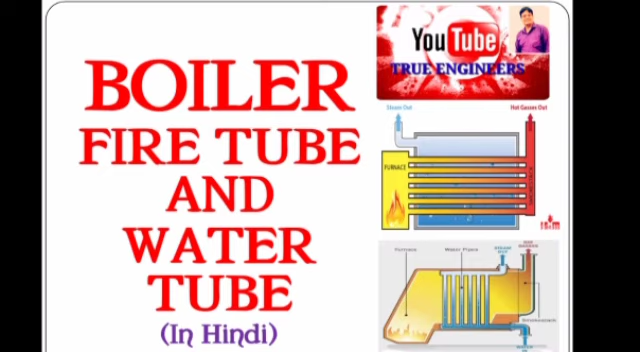 BOILER
FIRE TUBE
AND
WATER
TUBE
(In Hindi)
YouTube
TRUE ENGINEERS
Steam Out
Hot Gasses Out
FURNACE
Furnace
Water Pipes